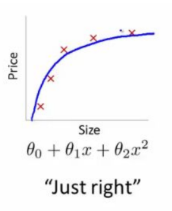 Price
Size
θ₀ + θ₁x + θ₂x²
“Just right”